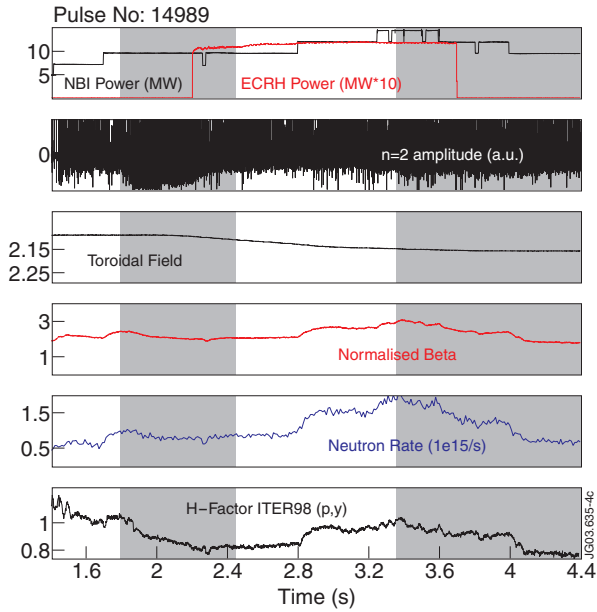 Pulse No: 14989
10
5
NBI Power (MW)
ECRH Power (MW*10)
0
n=2 amplitude (a.u.)
2.15
2.25
Toroidal Field
3
1
Normalised Beta
1.5
0.5
Neutron Rate (1e15/s)
1
0.8
H−Factor ITER98 (p,y)
1.6 2 2.4 2.8 3.2 3.6 4 4.4
Time (s)
JG03.635-4c